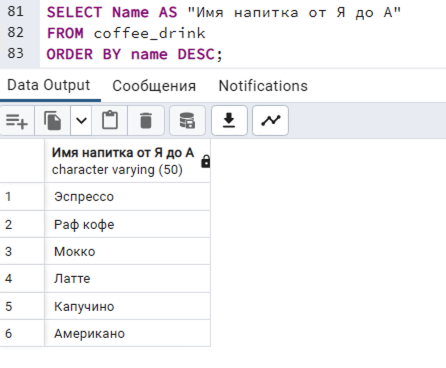 81 SELECT Name AS "Имя напитка от Я до А"
82 FROM coffee_drink
83 ORDER BY name DESC;
Data Output Сообщения Notifications
Имя напитка от Я до А
character varying (50)
1 Эспрессо
2 Раф кофе
3 Мокко
4 Латте
5 Капучино
6 Американо